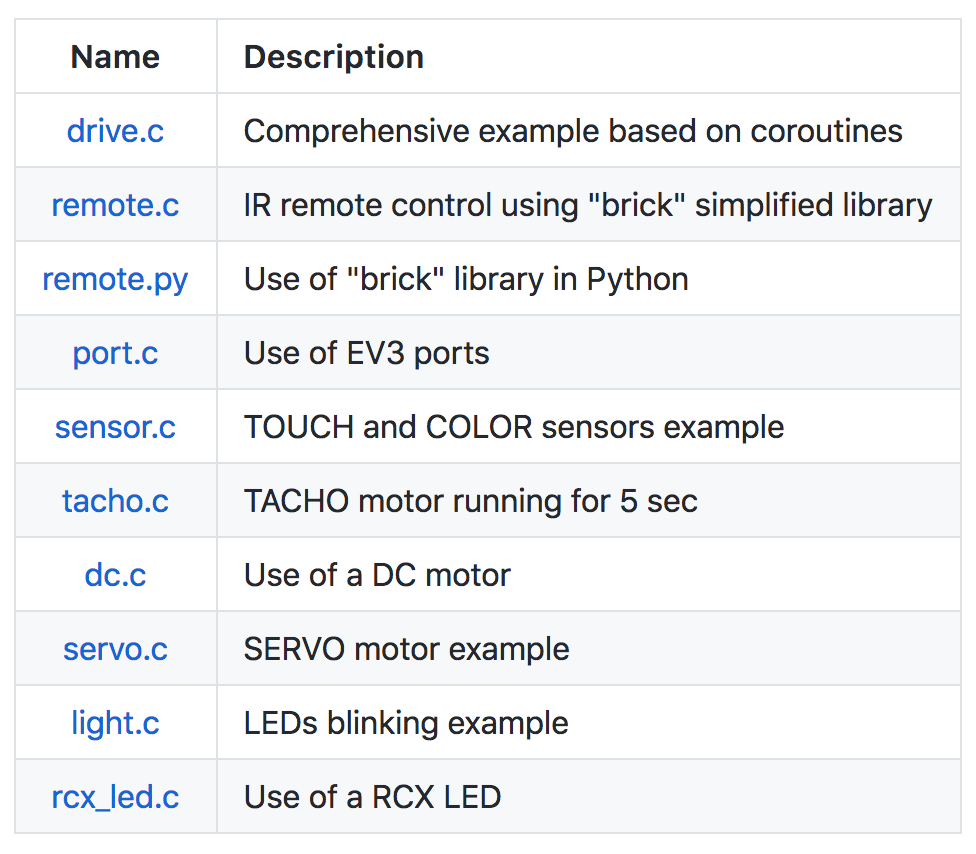 Name Description
drive.c Comprehensive example based on coroutines
remote.c IR remote control using "brick" simplified library
remote.py Use of "brick" library in Python
port.c Use of EV3 ports
sensor.c TOUCH and COLOR sensors example
tacho.c TACHO motor running for 5 sec
dc.c Use of a DC motor
servo.c SERVO motor example
light.c LEDs blinking example
rcx_led.c Use of a RCX LED